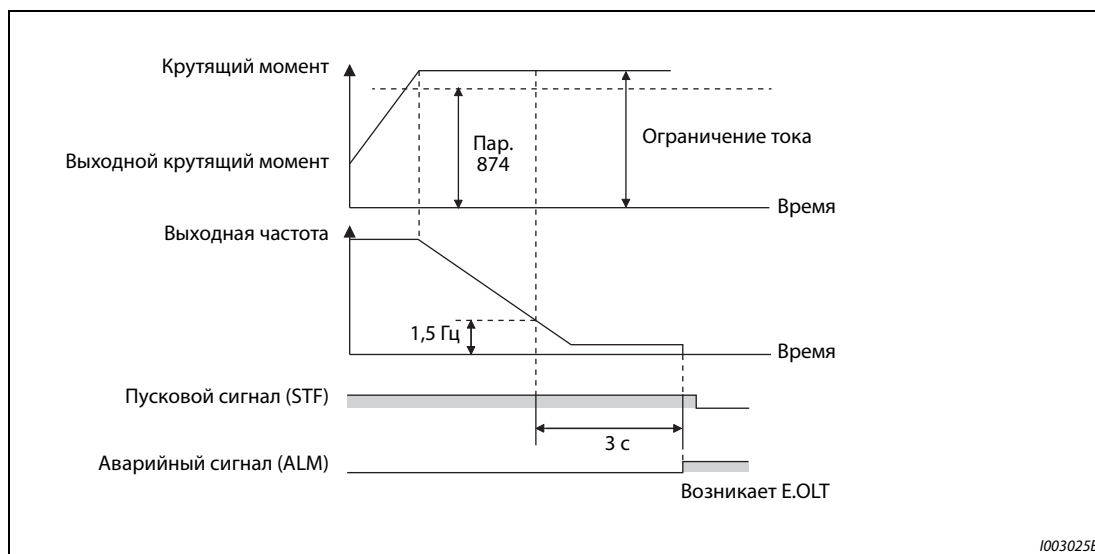 Крутящий момент
Выходной крутящий момент
Пар.
874
Ограничение тока
Время
Выходная частота
1,5 Гц
Время
Пусковой сигнал (STF)
3 с
Аварийный сигнал (ALM)
Возникает E.OLT
I003025E